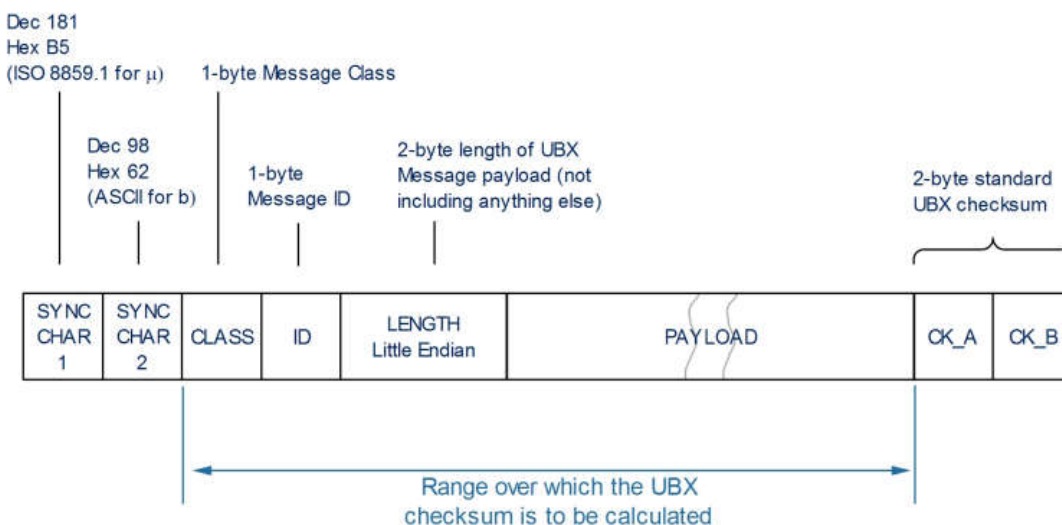 Dec 181
Hex B5
(ISO 8859.1 for μ)
1-byte Message Class
Dec 98
Hex 62
(ASCII for b)
1-byte
Message ID
2-byte length of UBX
Message payload (not
including anything else)
2-byte standard
UBX checksum
SYNC
CHAR
1
SYNC
CHAR
2
CLASS
ID
LENGTH
Little Endian
PAYLOAD
CK_A
CK_B
Range over which the UBX
checksum is to be calculated